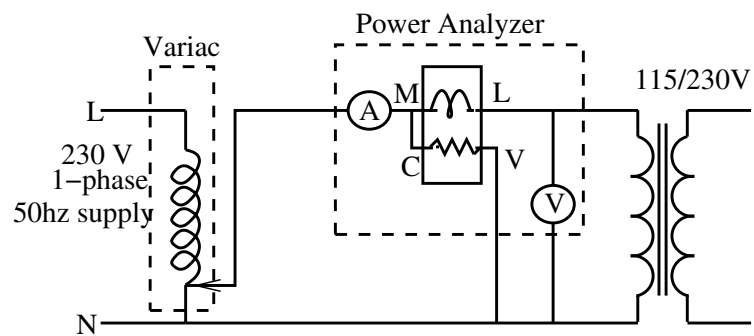 Power Analyzer
Variac
115/230V
M
L
A
L
230 V
1-phase
50hz supply
C
V
V
N